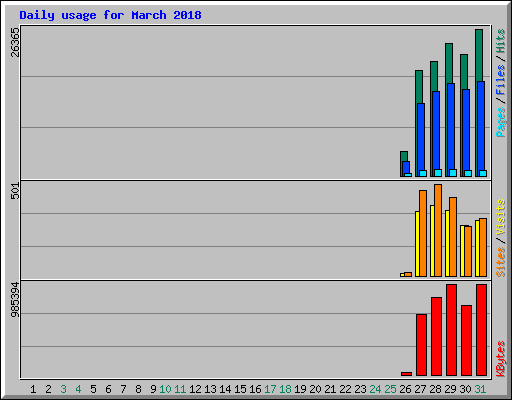 Daily usage for March 2018
26365
501
985394
Pages / Files / Hits
Sites / Visits
KBytes
1 2 3 4 5 6 7 8 9 10 11 12 13 14 15 16 17 18 19 20 21 22 23 24 25 26 27 28 29 30 31